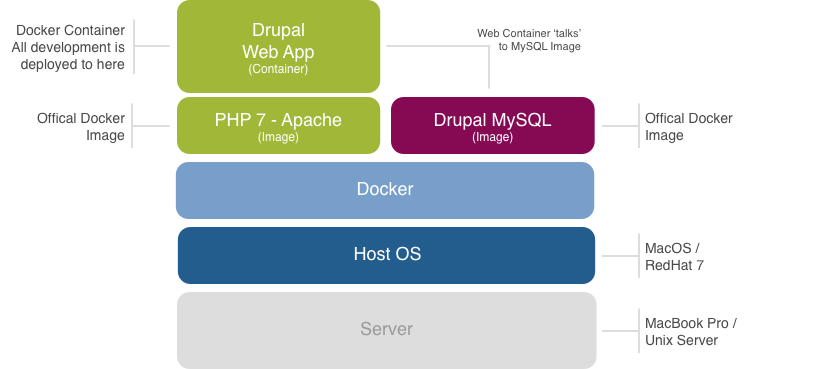 Docker Container
All development is
deployed to here
Drupal
Web App
(Container)
Web Container ‘talks’
to MySQL Image
Offical Docker
Image
PHP 7 - Apache
(Image)
Drupal MySQL
(Image)
Offical Docker
Image
Docker
Host OS
MacOS /
RedHat 7
Server
MacBook Pro /
Unix Server